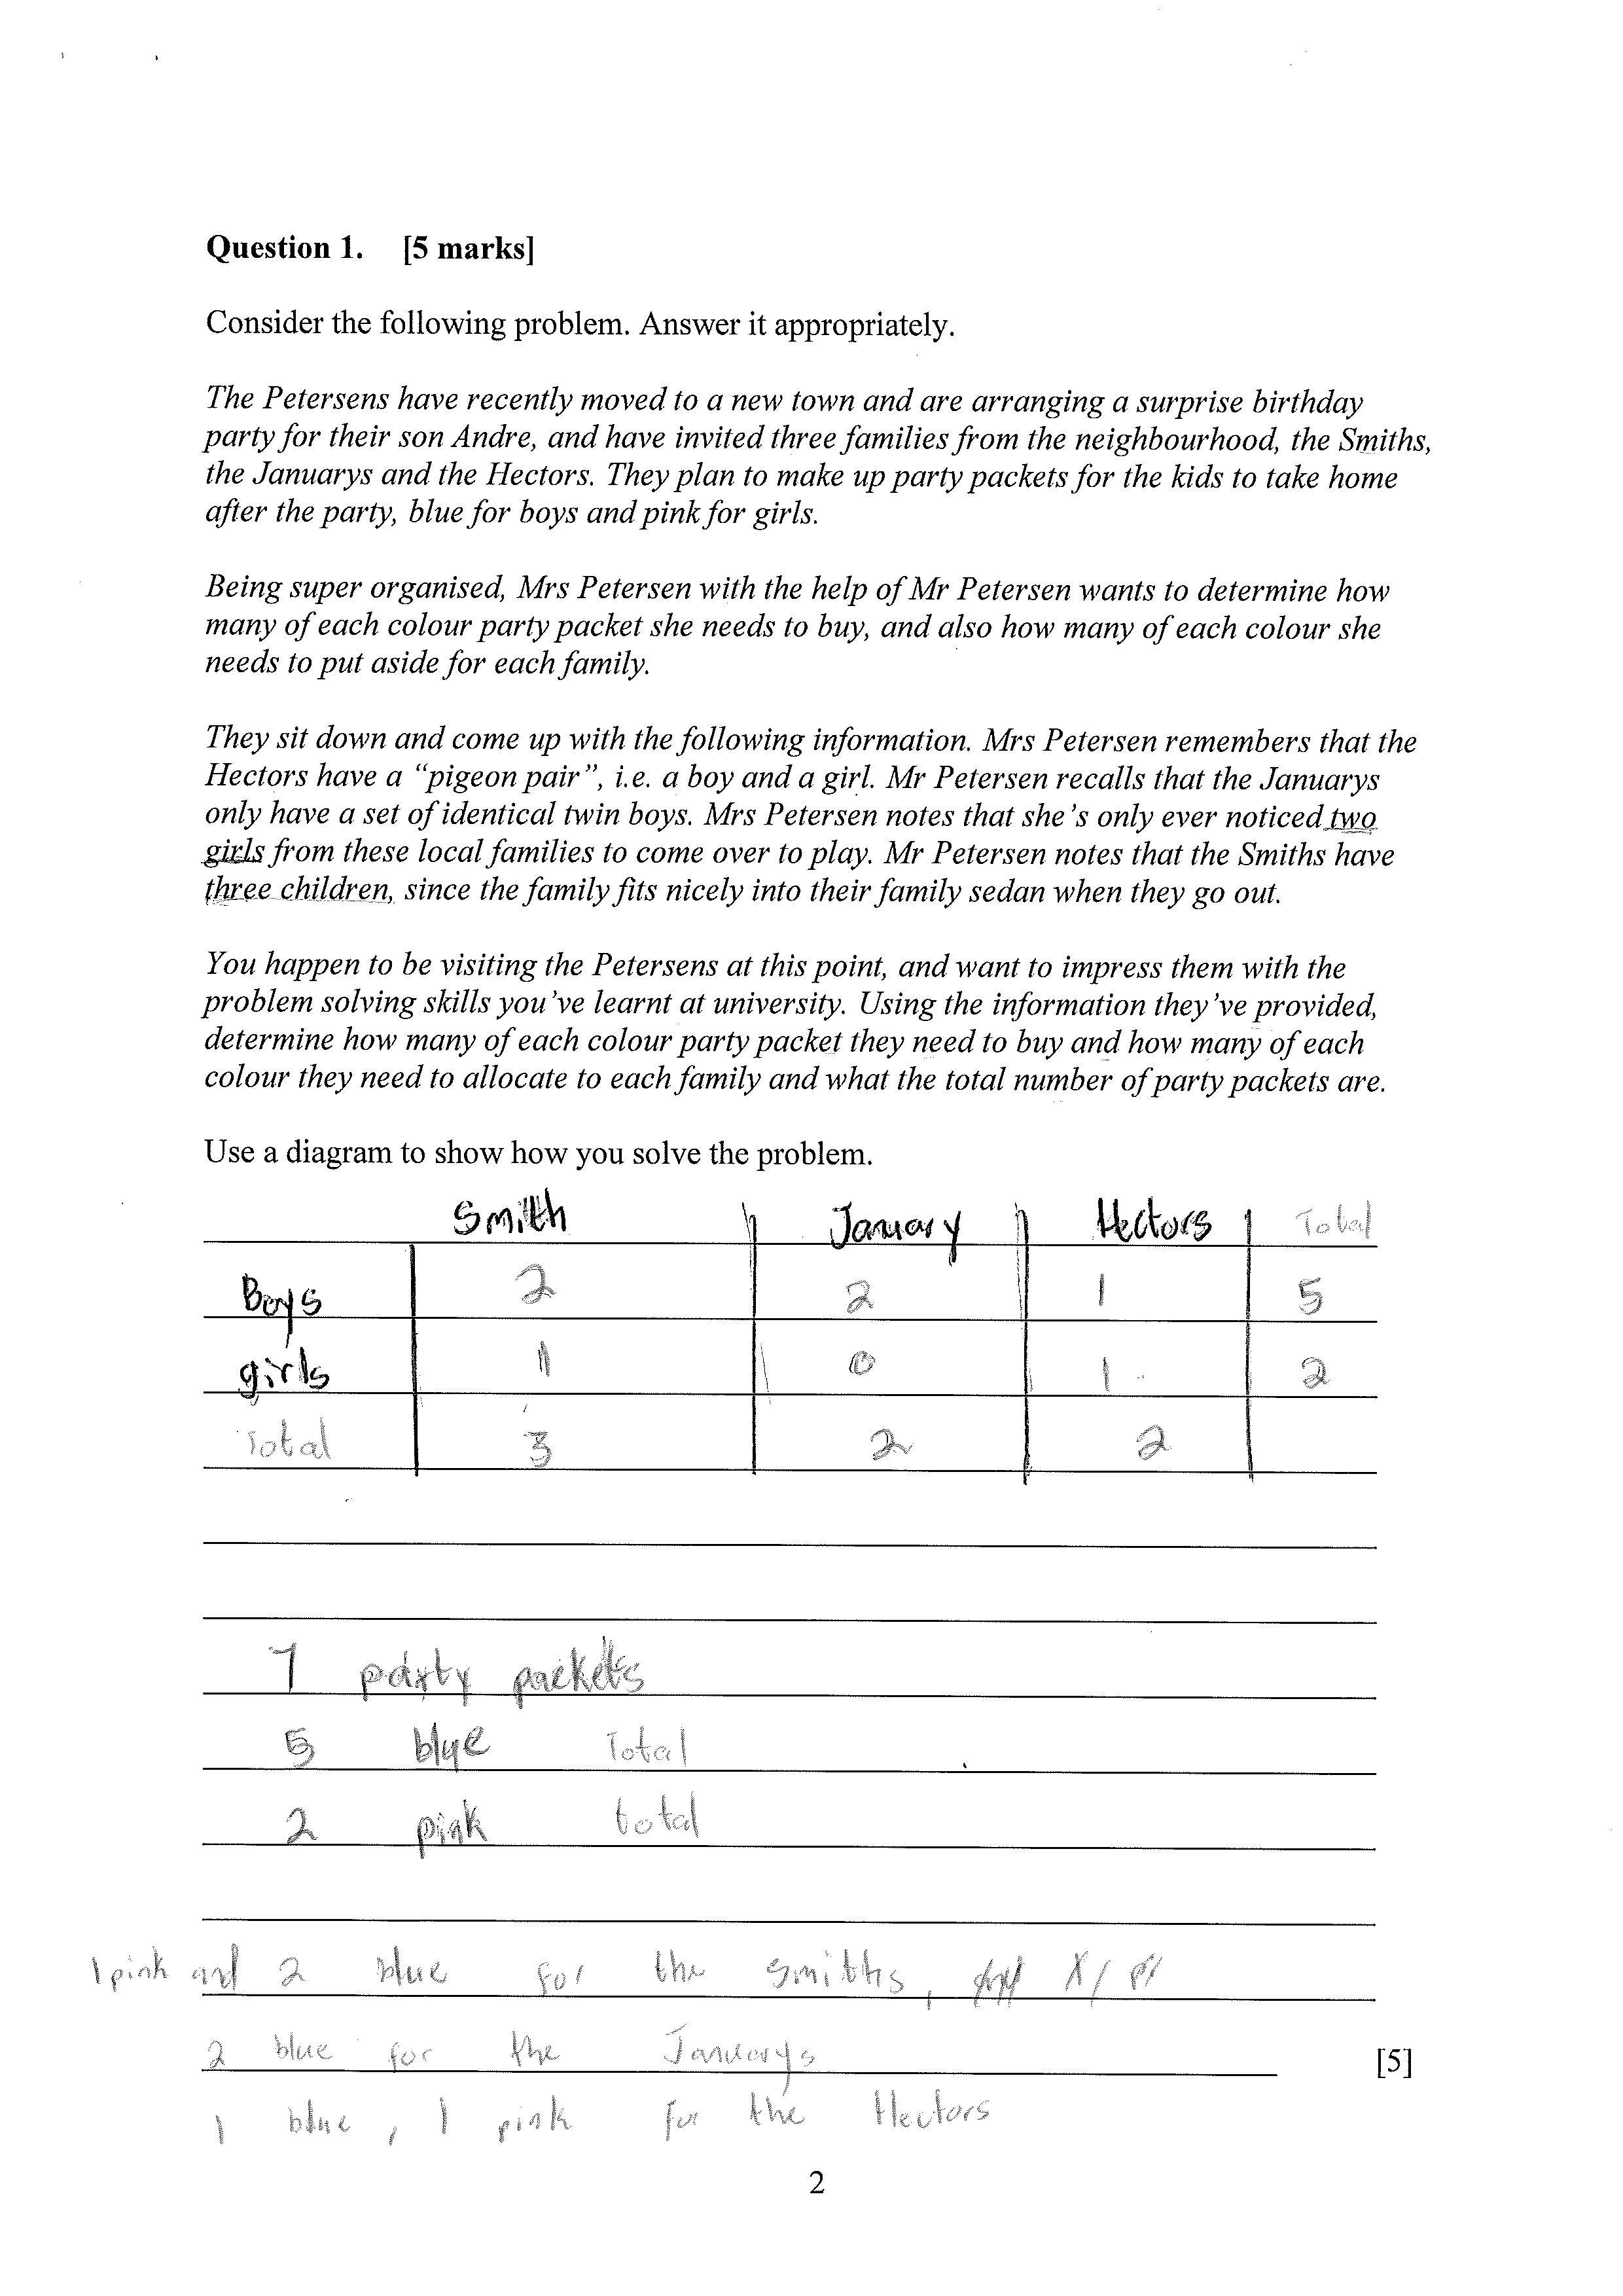 Question 1. [5 marks]
Consider the following problem. Answer it appropriately.
The Petersens have recently moved to a new town and are arranging a surprise birthday
party for their son Andre, and have invited three families from the neighbourhood, the Smiths,
the Januarys and the Hectors. They plan to make up party packets for the kids to take home
after the party, blue for boys and pink for girls.
Being super organised, Mrs Petersen with the help of Mr Petersen wants to determine how
many of each colour party packet she needs to buy, and also how many of each colour she
needs to put aside for each family.
They sit down and come up with the following information. Mrs Petersen remembers that the
Hectors have a “pigeon pair”, i.e. a boy and a girl. Mr Petersen recalls that the Januarys
only have a set of identical twin boys. Mrs Petersen notes that she’s only ever noticed two
girls from these local families to come over to play. Mr Petersen notes that the Smiths have
three children, since the family fits nicely into their family sedan when they go out.
You happen to be visiting the Petersens at this point, and want to impress them with the
problem solving skills you’ve learnt at university. Using the information they’ve provided,
determine how many of each colour party packet they need to buy and how many of each
colour they need to allocate to each family and what the total number of party packets are.
Use a diagram to show how you solve the problem.
Smith January Hectors Total
Boys 2 2 1 5
girls 1 0 1 2
Total 3 2 2
7 party packets
5 blue Total
2 pink total
1 pink and 2 blue for the smiths,
2 blue for the Januarys [5]
1 blue, 1 pink for the Hectors
2